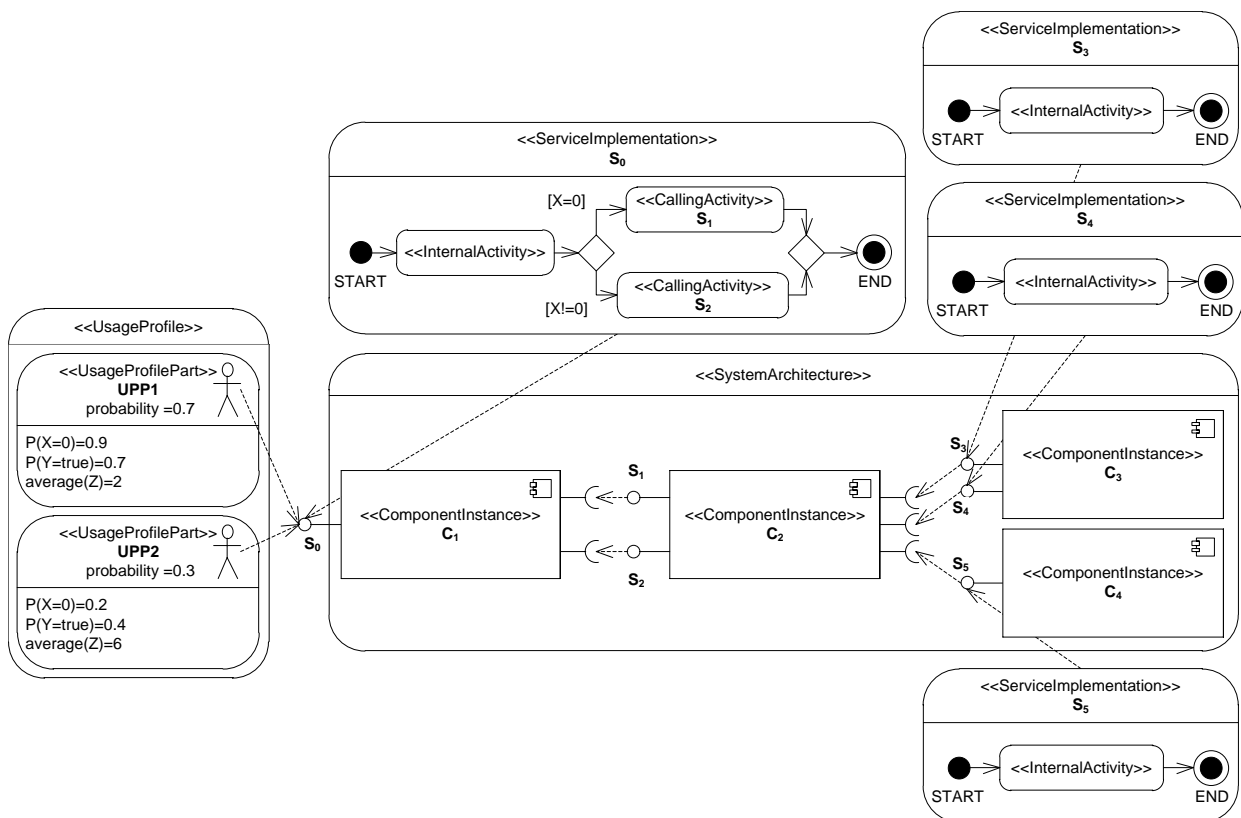 <<ServiceImplementation>>
S₃
<<InternalActivity>>
START
END
<<ServiceImplementation>>
S₀
[X=0]
<<CallingActivity>>
S₁
<<InternalActivity>>
START
[X!=0]
<<CallingActivity>>
S₂
END
<<ServiceImplementation>>
S₄
<<InternalActivity>>
START
END
<<UsageProfile>>
<<UsageProfilePart>>
UPP1
probability =0.7
P(X=0)=0.9
P(Y=true)=0.7
average(Z)=2
<<UsageProfilePart>>
UPP2
probability =0.3
P(X=0)=0.2
P(Y=true)=0.4
average(Z)=6
<<SystemArchitecture>>
S₀
<<ComponentInstance>>
C₁
S₁
S₂
<<ComponentInstance>>
C₂
S₃
S₄
<<ComponentInstance>>
C₃
S₅
<<ComponentInstance>>
C₄
<<ServiceImplementation>>
S₅
<<InternalActivity>>
START
END